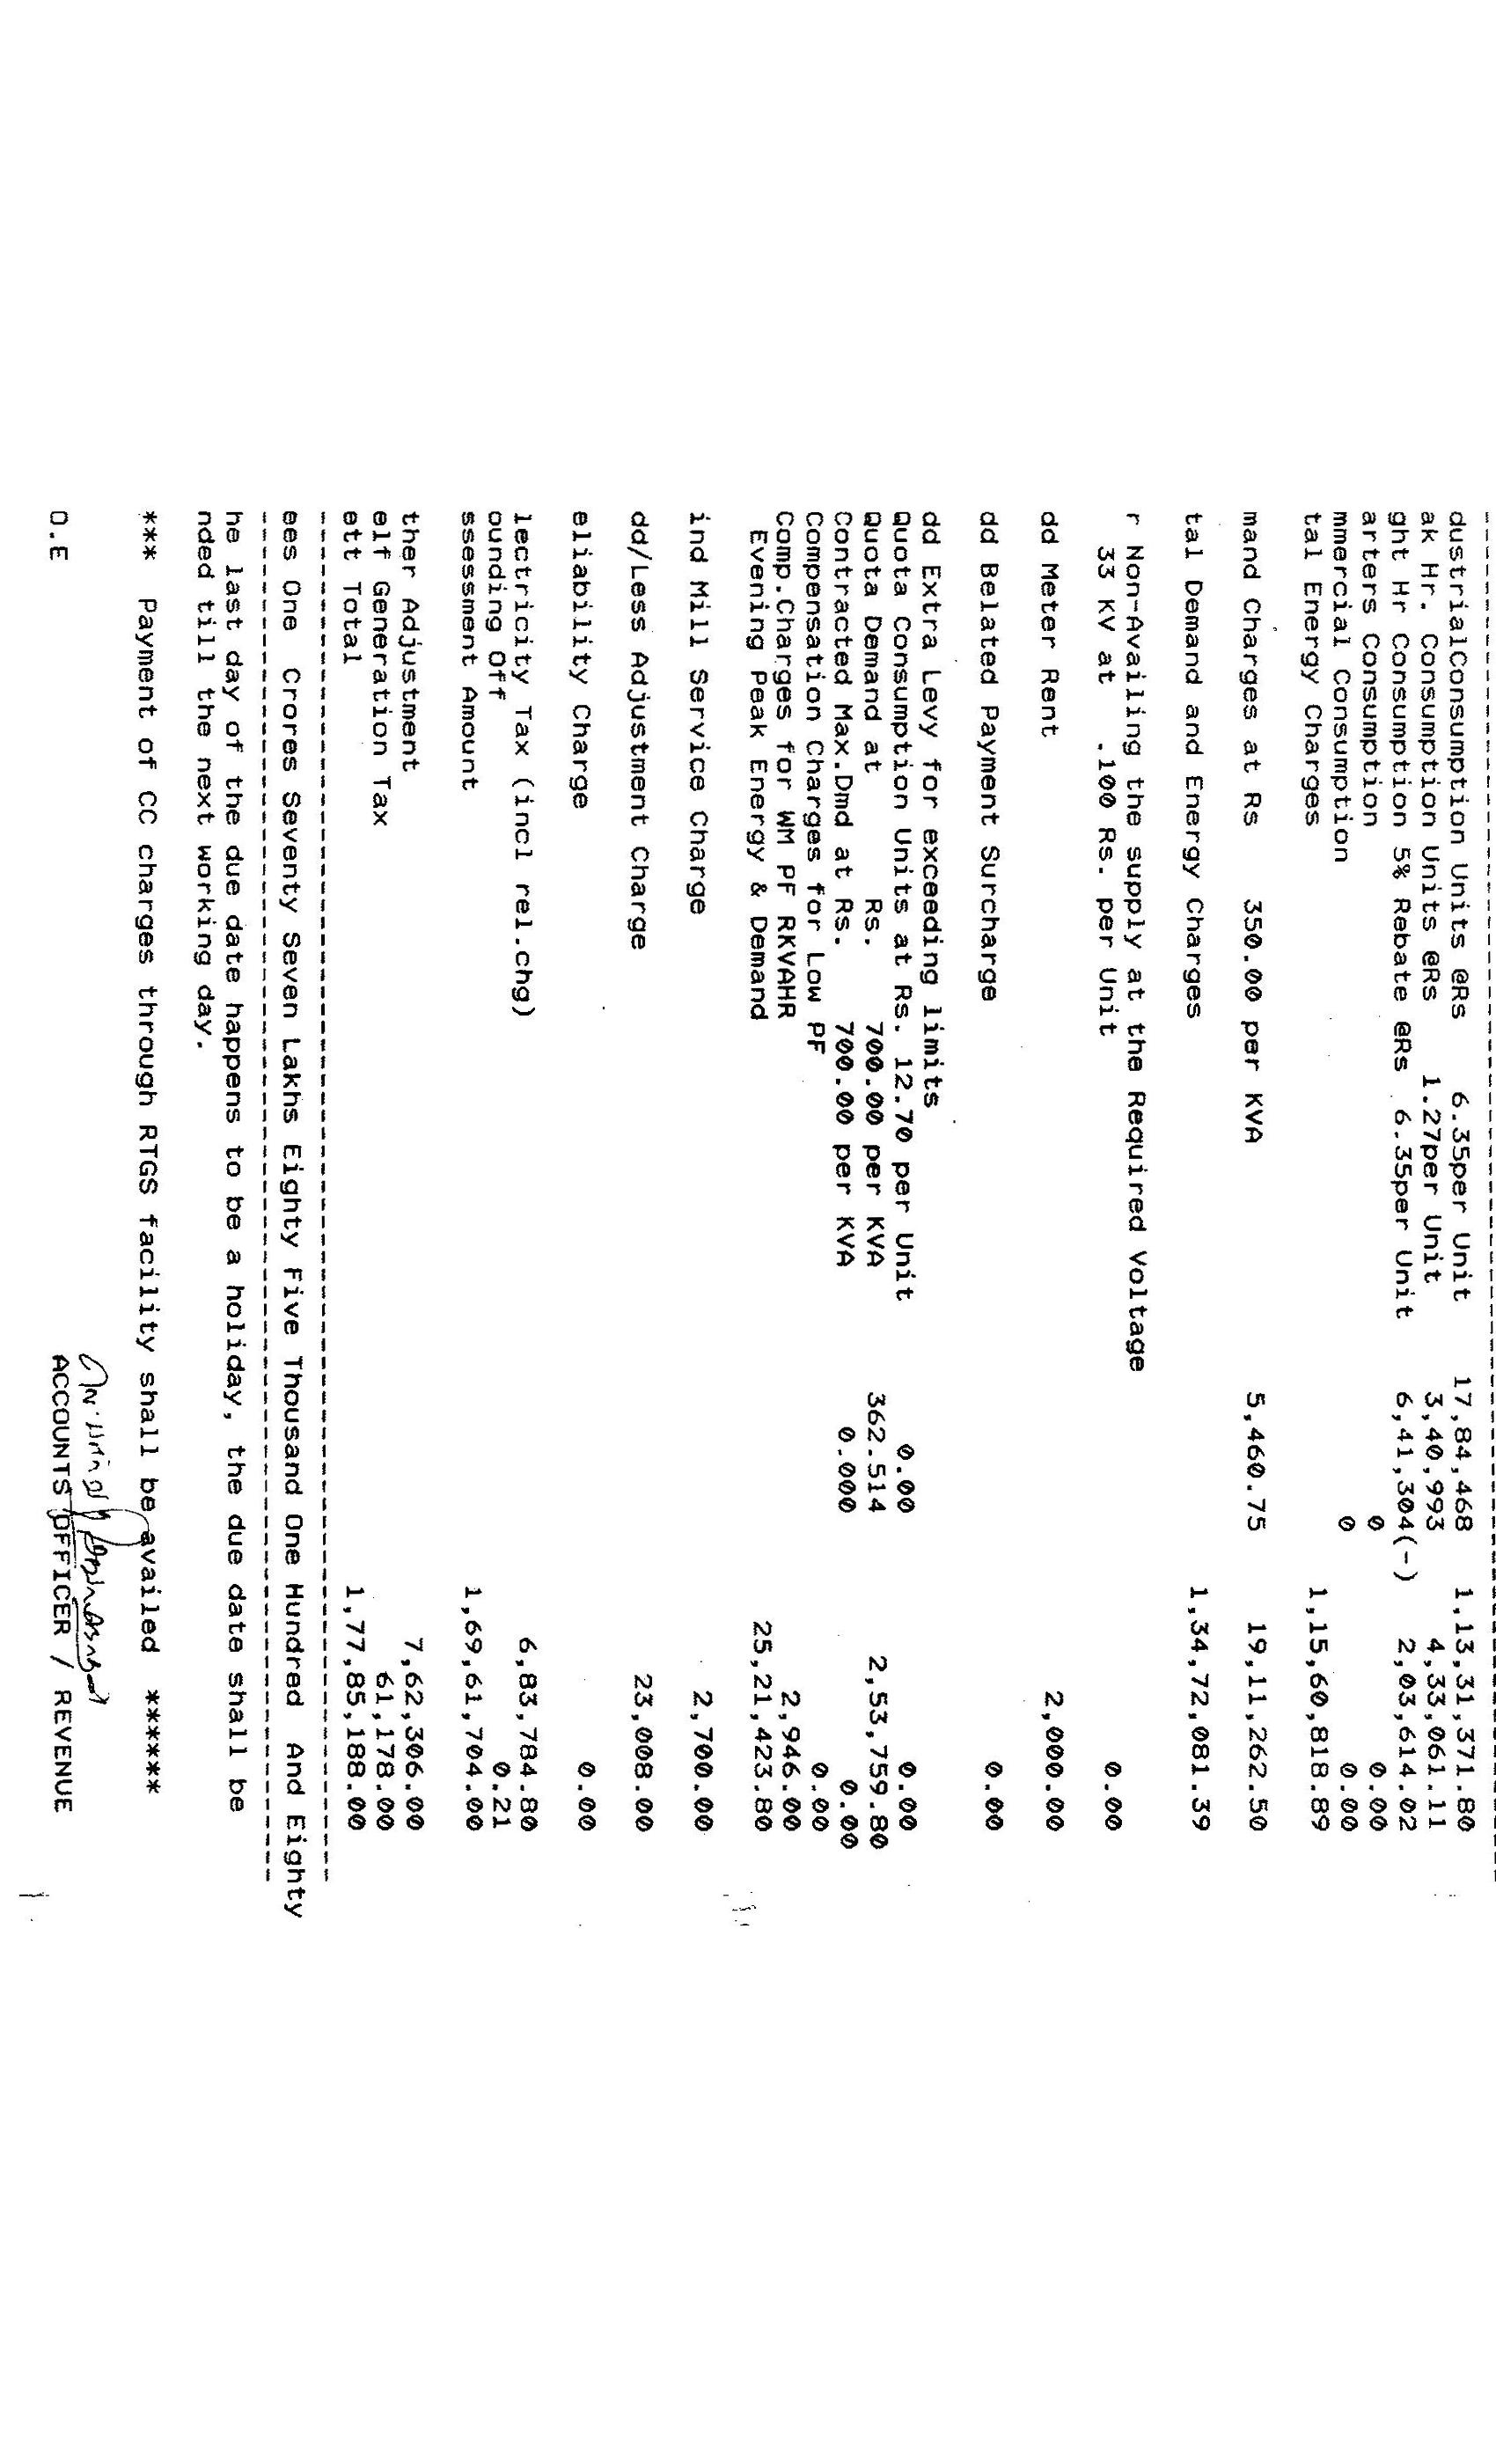 dustrialConsumption Units @Rs 6.35per Unit 17,84,468 1,13,31,371.80
ak Hr. Consumption Units @Rs 1.27per Unit 3,40,993 4,33,061.11
ght Hr Consumption 5% Rebate @Rs 6.35per Unit 6,41,304(-) 2,03,614.02
arters Consumption 0 0.00
mmercial Consumption 0 0.00
tal Energy Charges 1,15,60,818.89
mand Charges at Rs 350.00 per KVA 5,460.75 19,11,262.50
tal Demand and Energy Charges 1,34,72,081.39
r Non-Availing the supply at the Required Voltage
33 KV at .100 Rs. per Unit 0.00
dd Meter Rent 2,000.00
dd Belated Payment Surcharge 0.00
dd Extra Levy for exceeding limits
Quota Consumption Units at Rs. 12.70 per Unit 0.00 0.00
Quota Demand at Rs. 700.00 per KVA 362.514 2,53,759.80
Contracted Max.Dmd at Rs. 700.00 per KVA 0.000 0.00
Compensation Charges for Low PF 0.00
Comp.Charges for WM PF RKVAHR 2,946.00
Evening Peak Energy & Demand 25,21,423.80
ind Mill Service Charge 2,700.00
dd/Less Adjustment Charge 23,008.00
eliability Charge 0.00
lectricity Tax (incl rel.chg) 6,83,784.80
ounding Off 0.21
ssessment Amount 1,69,61,704.00
ther Adjustment 7,62,306.00
elf Generation Tax 61,178.00
ett Total 1,77,85,188.00
ees One Crores Seventy Seven Lakhs Eighty Five Thousand One Hundred And Eighty
he last day of the due date happens to be a holiday, the due date shall be
nded till the next working day.
*** Payment of CC charges through RTGS facility shall be availed ******
O.E ACCOUNTS OFFICER / REVENUE